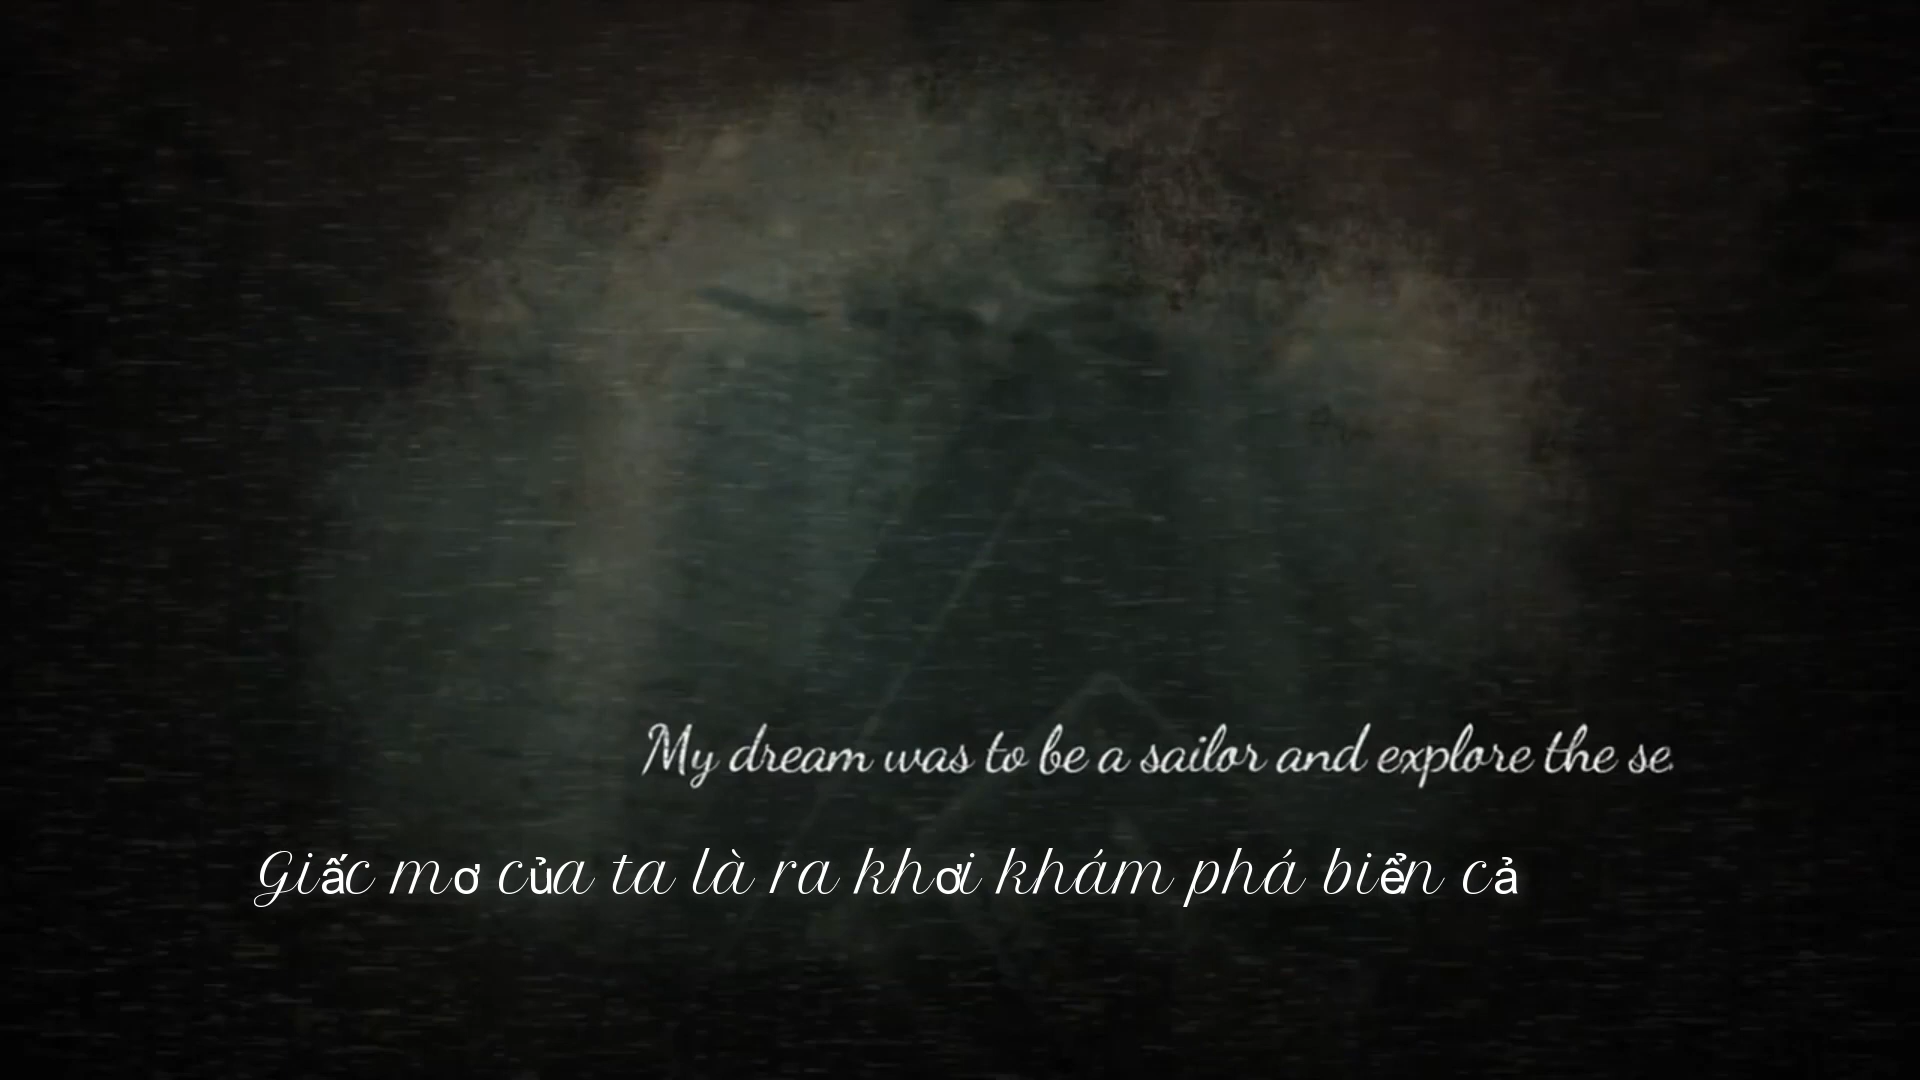 My dream was to be a sailor and explore the se
Giấc mơ của ta là ra khơi khám phá biển cả